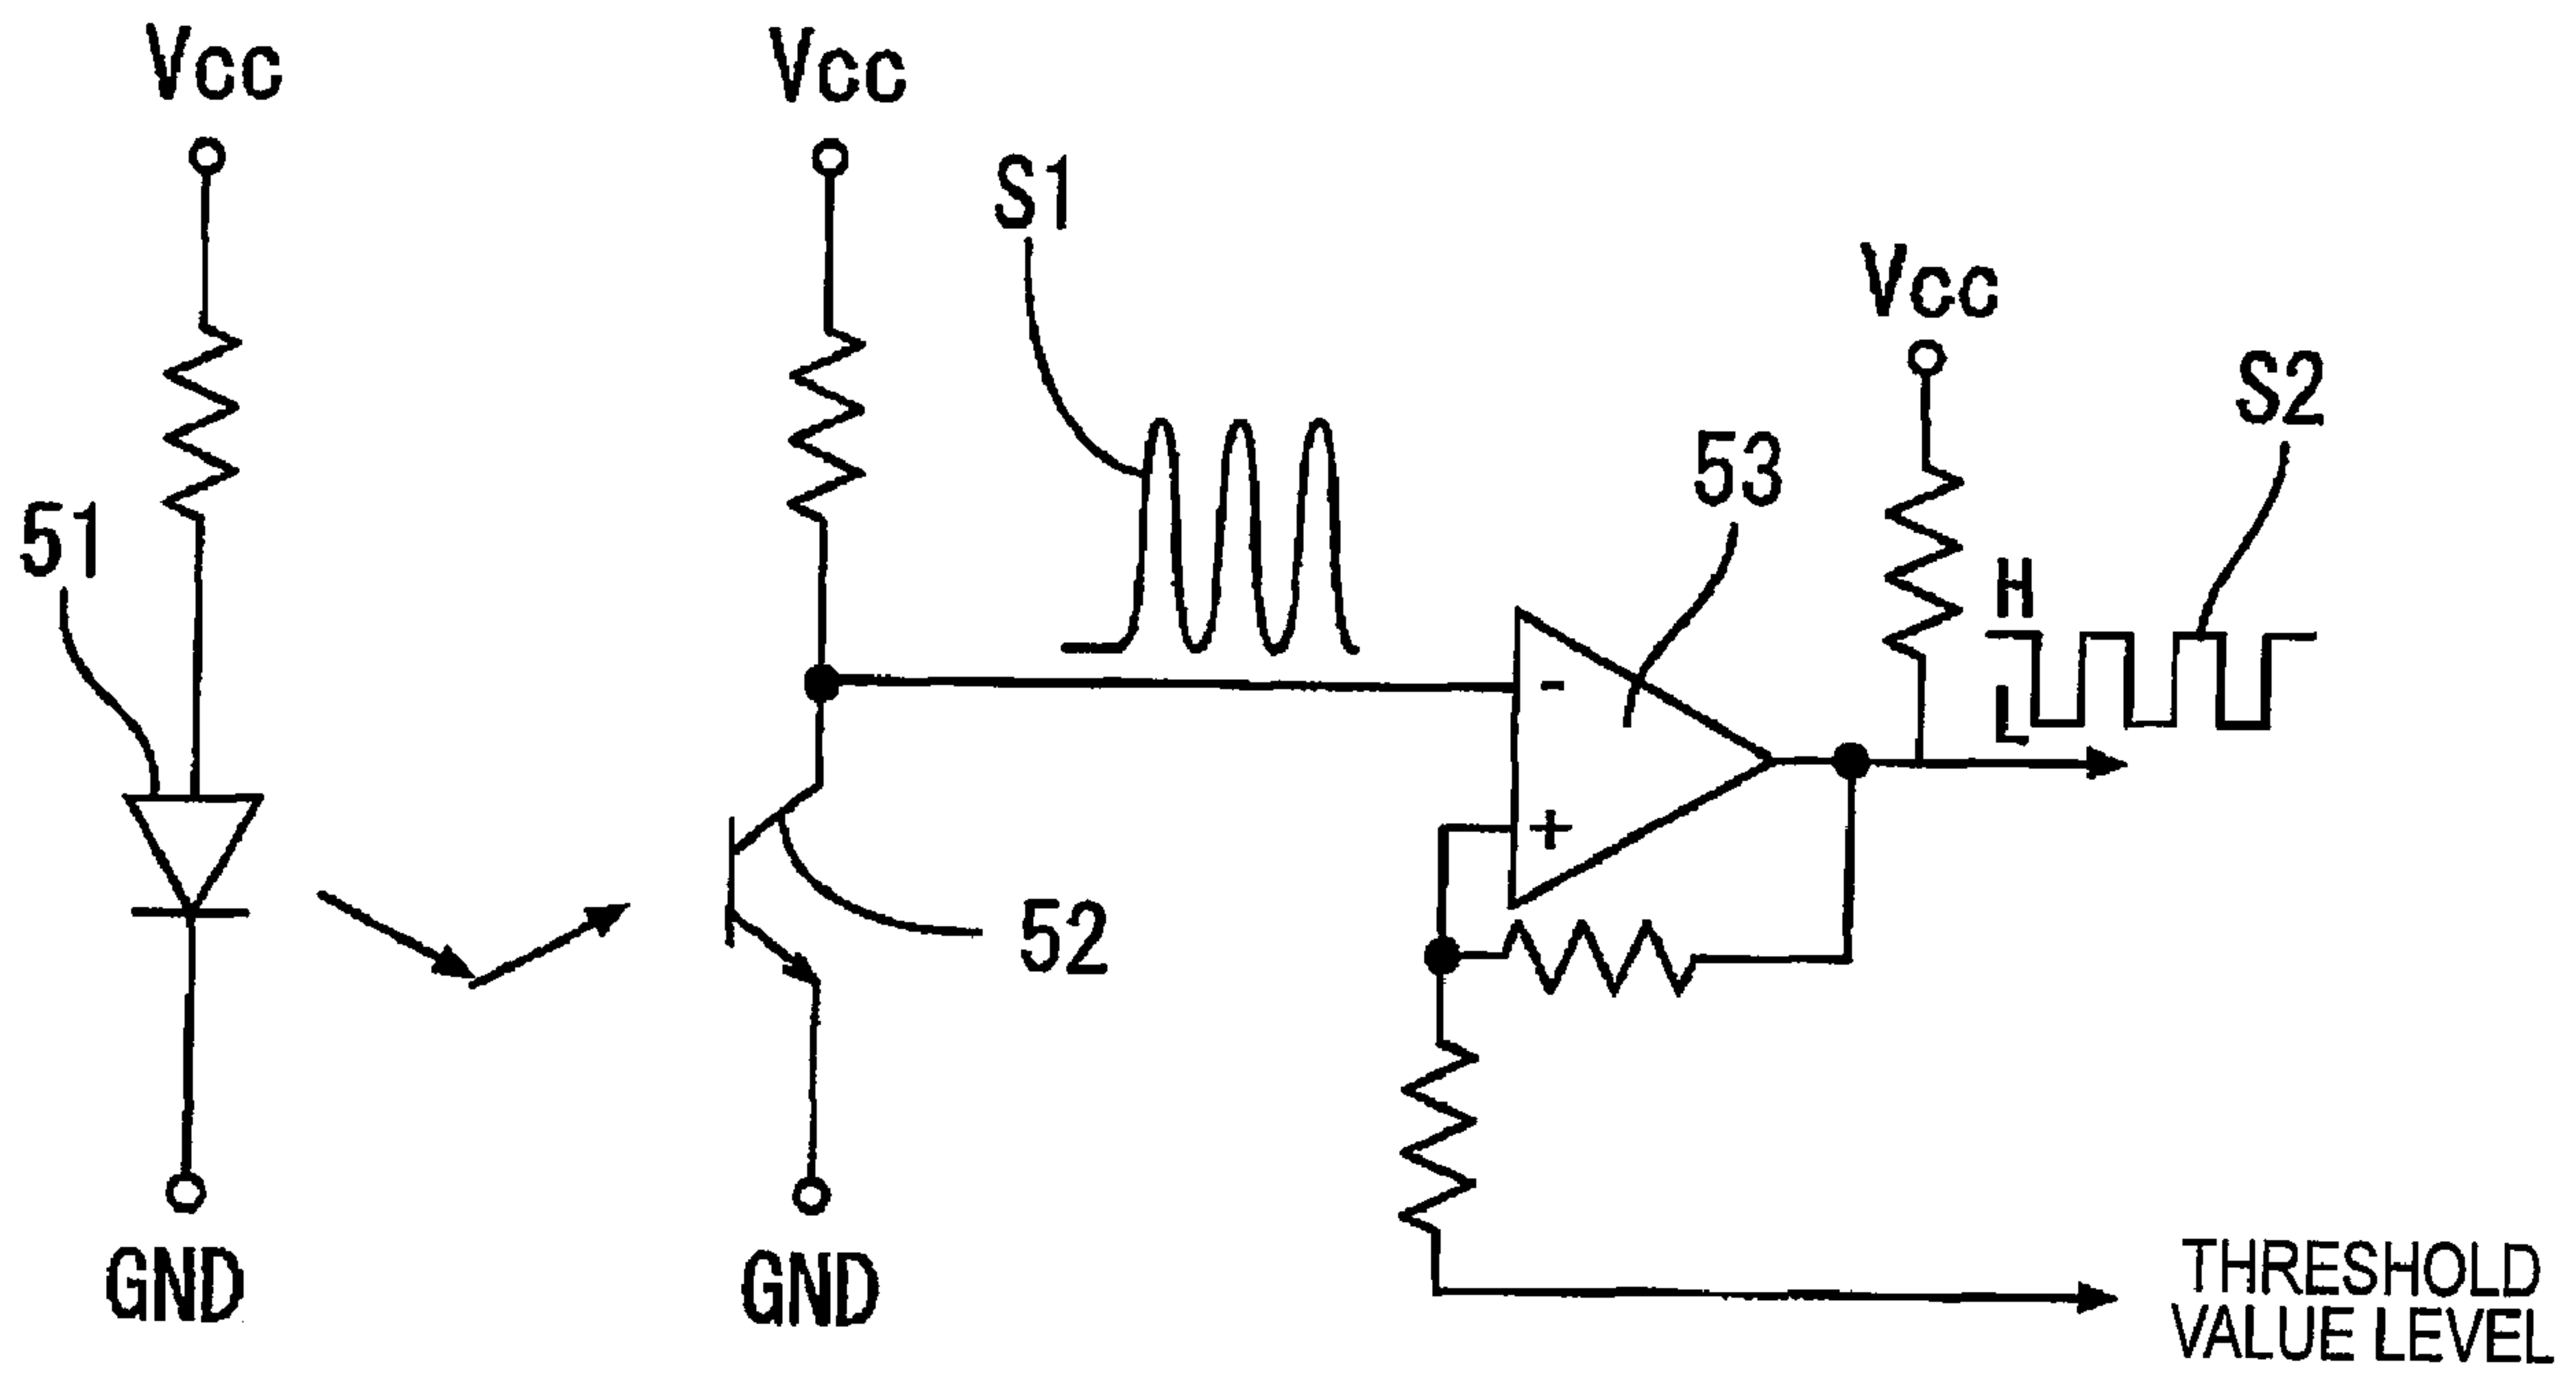 Vcc
Vcc
S1
Vcc
S2
53
51
H
L
-
+
52
GND
GND
THRESHOLD
VALUE LEVEL